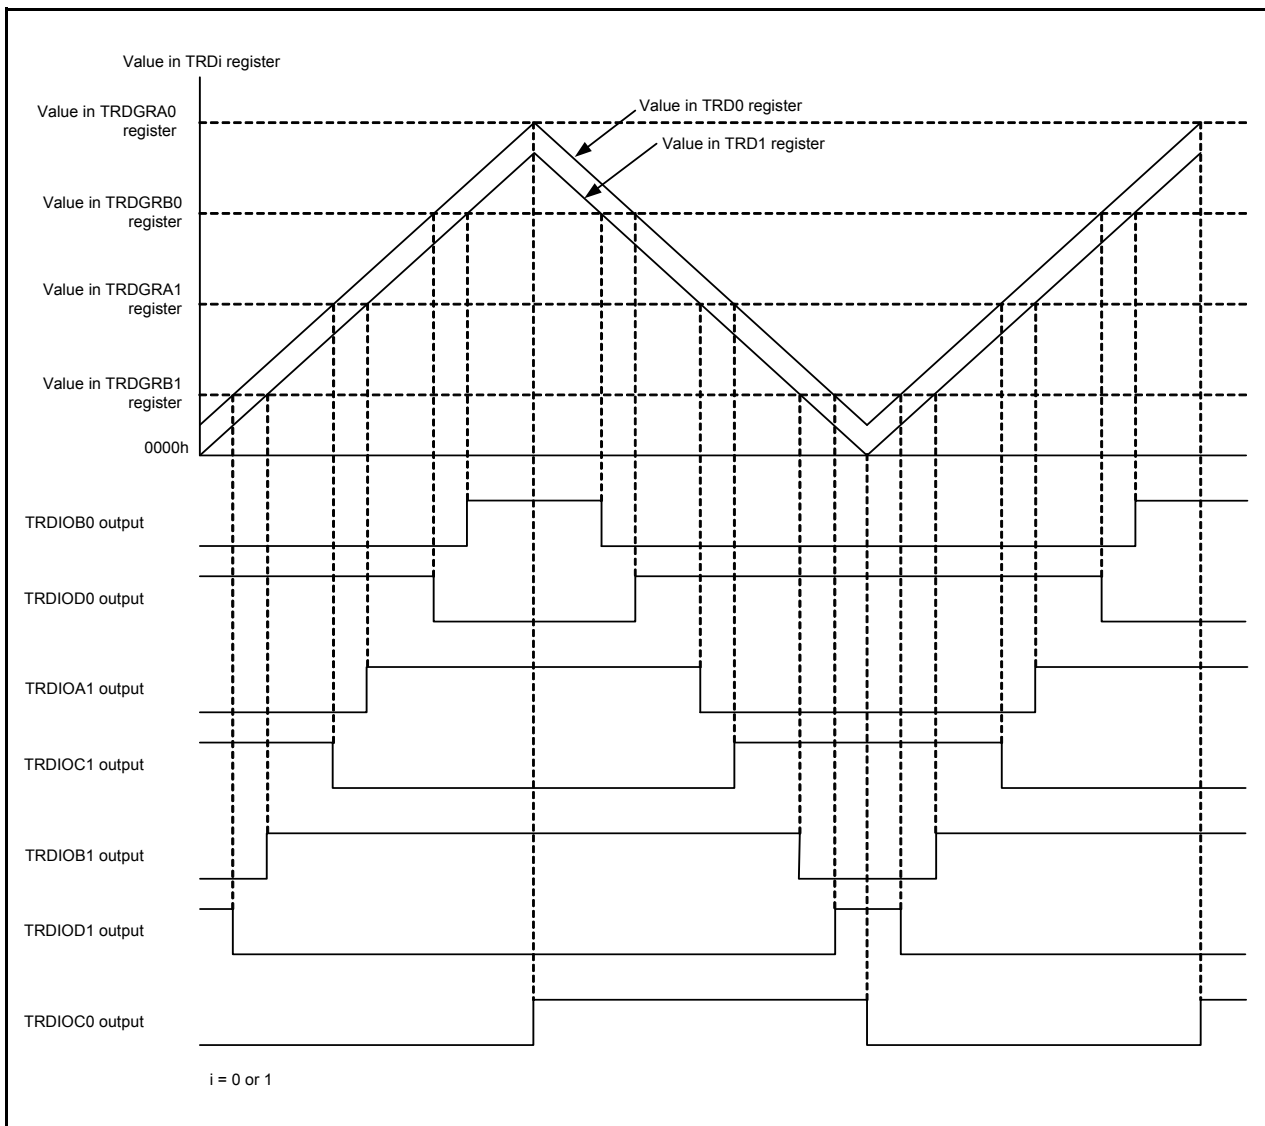 Value in TRDi register
Value in TRDGRA0
register
Value in TRD0 register
Value in TRD1 register
Value in TRDGRB0
register
Value in TRDGRA1
register
Value in TRDGRB1
register
0000h
TRDIOB0 output
TRDIOD0 output
TRDIOA1 output
TRDIOC1 output
TRDIOB1 output
TRDIOD1 output
TRDIOC0 output
i = 0 or 1